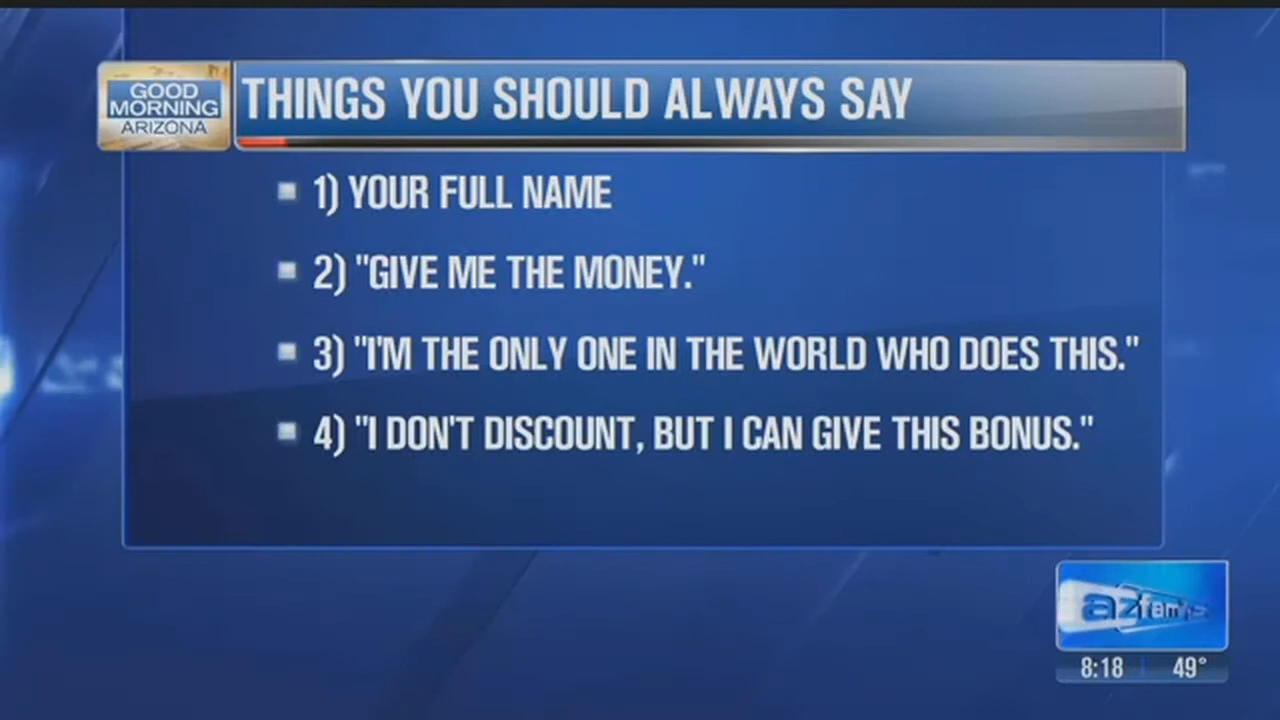 GOOD
MORNING
ARIZONA
THINGS YOU SHOULD ALWAYS SAY
1) YOUR FULL NAME
2) "GIVE ME THE MONEY."
3) "I'M THE ONLY ONE IN THE WORLD WHO DOES THIS."
4) "I DON'T DISCOUNT, BUT I CAN GIVE THIS BONUS."
8:18 49°